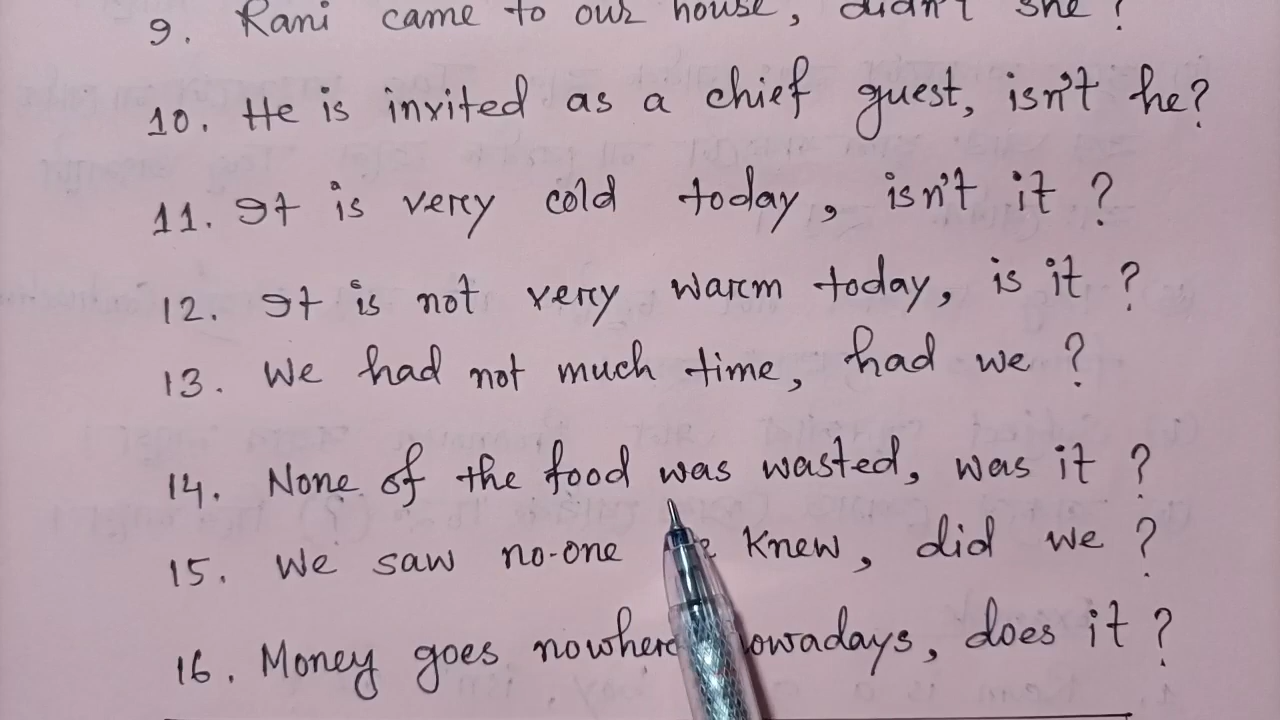 9. Rani came to our house, didn't she?
10. He is invited as a chief guest, isn't he?
11. It is very cold today, isn't it?
12. It is not very warm today, is it?
13. We had not much time, had we?
14. None of the food was wasted, was it?
15. We saw no-one knew, did we?
16. Money goes nowhere nowadays, does it?